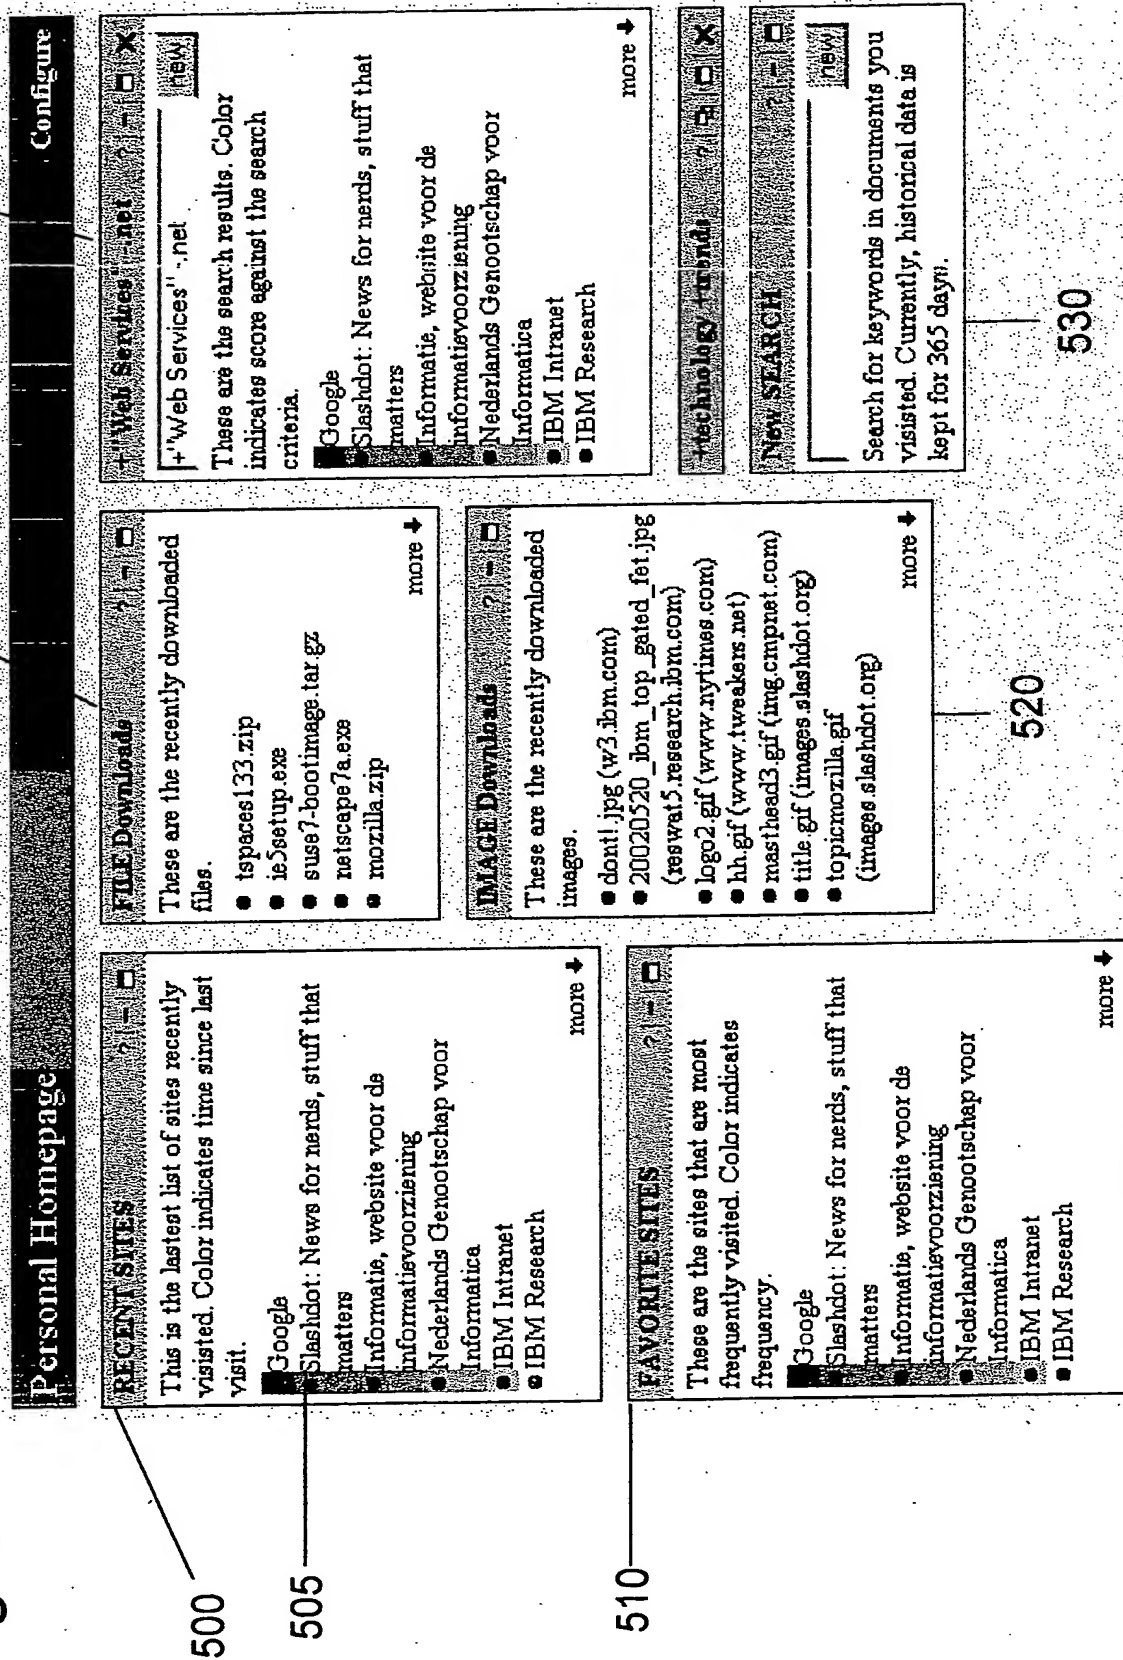 Personal Homepage
Configure
RECENT SITES
This is the lastest list of sites recently
visisted. Color indicates time since last
visit.
Google
Slashdot: News for nerds, stuff that
matters
Informatie, website voor de
informatievoorziening
Nederlands Genootschap voor
Informatica
IBM Intranet
IBM Research
more
FAVORITE SITES
These are the sites that are most
frequently visited. Color indicates
frequency.
Google
Slashdot: News for nerds, stuff that
matters
Informatie, website voor de
informatievoorziening
Nederlands Genootschap voor
Informatica
IBM Intranet
IBM Research
more
FILE Downloads
These are the recently downloaded
files.
tspaces133.zip
ie5setup.exe
suse7-bootimage.tar.gz
netscape7a.exe
mozilla.zip
more
IMAGE Downloads
These are the recently downloaded
images.
dont!.jpg (w3.ibm.com)
20020520_ibm_top_gated_fet.jpg
(reswat5.research.ibm.com)
logo2.gif (www.nytimes.com)
hh.gif (www.tweakers.net)
masthead3.gif (img.cmpnet.com)
title.gif (images.slashdot.org)
topicmozilla.gif
(images.slashdot.org)
more
+"Web Services" -.net
+"Web Services" -.net
new
These are the search results. Color
indicates score against the search
criteria.
Google
Slashdot: News for nerds, stuff that
matters
Informatie, website voor de
informatievoorziening
Nederlands Genootschap voor
Informatica
IBM Intranet
IBM Research
more
+technology +trends
New SEARCH
new
Search for keywords in documents you
visisted. Currently, historical data is
kept for 365 days.
500
505
510
520
530